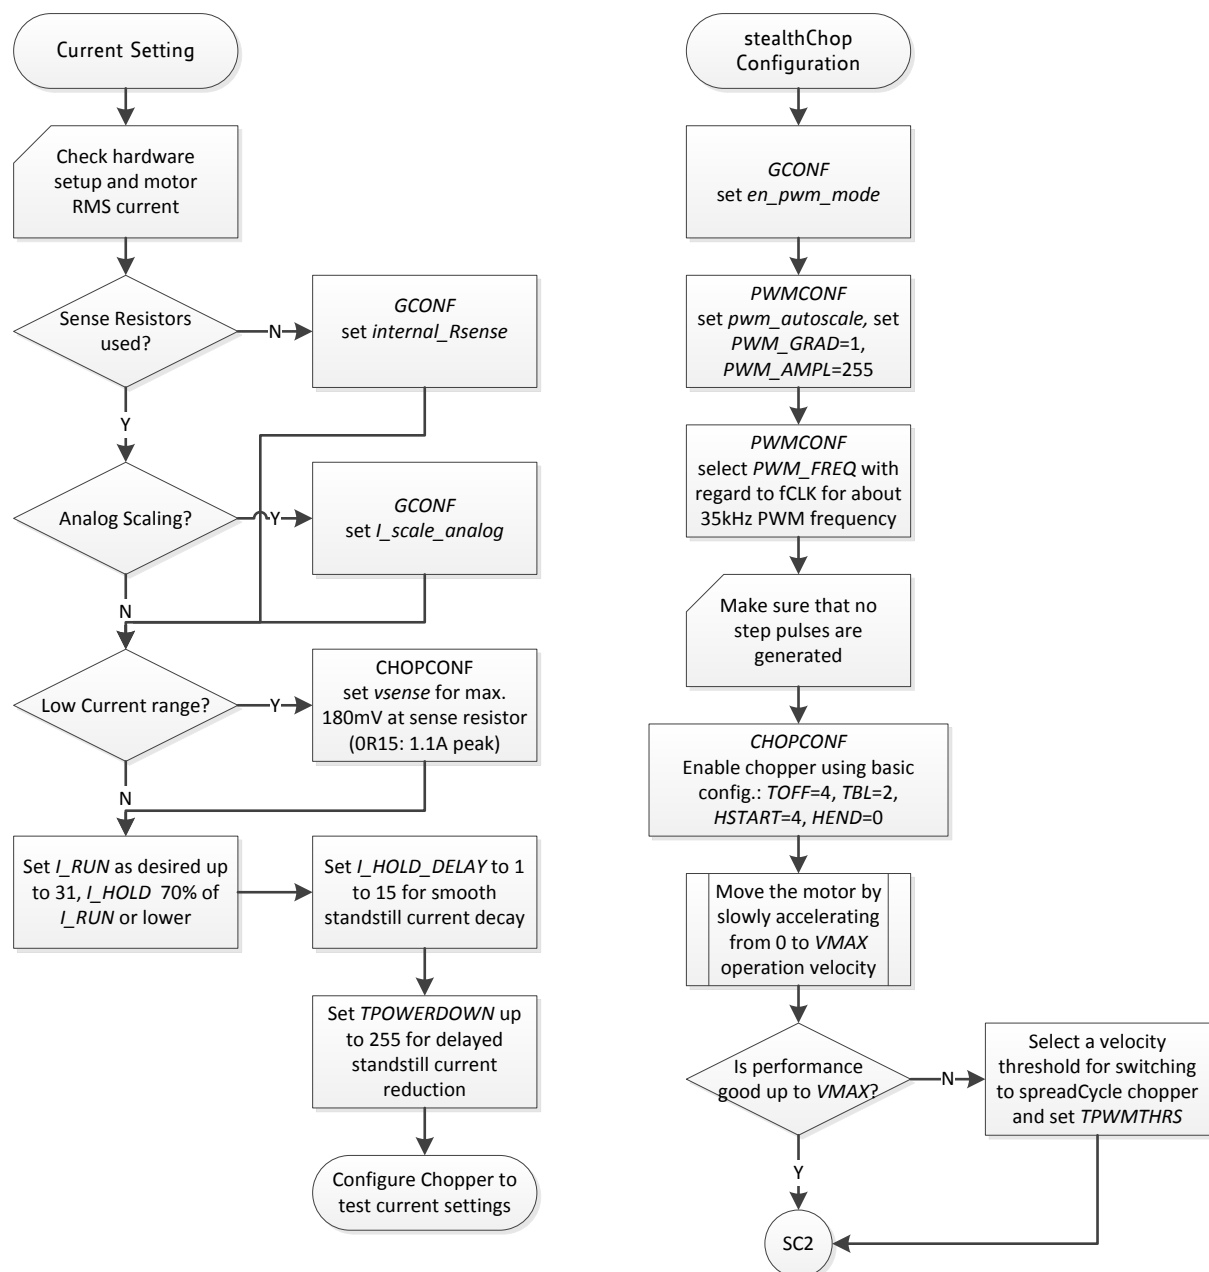 Current Setting
Check hardware
setup and motor
RMS current
Sense Resistors
used?
N
GCONF
set internal_Rsense
Y
Analog Scaling?
Y
GCONF
set I_scale_analog
N
Low Current range?
Y
CHOPCONF
set vsense for max.
180mV at sense resistor
(0R15: 1.1A peak)
N
Set I_RUN as desired up
to 31, I_HOLD 70% of
I_RUN or lower
Set I_HOLD_DELAY to 1
to 15 for smooth
standstill current decay
Set TPOWERDOWN up
to 255 for delayed
standstill current
reduction
Configure Chopper to
test current settings
stealthChop
Configuration
GCONF
set en_pwm_mode
PWMCONF
set pwm_autoscale, set
PWM_GRAD=1,
PWM_AMPL=255
PWMCONF
select PWM_FREQ with
regard to fCLK for about
35kHz PWM frequency
Make sure that no
step pulses are
generated
CHOPCONF
Enable chopper using basic
config.: TOFF=4, TBL=2,
HSTART=4, HEND=0
Move the motor by
slowly accelerating
from 0 to VMAX
operation velocity
Is performance
good up to VMAX?
N
Select a velocity
threshold for switching
to spreadCycle chopper
and set TPWMTHRS
Y
SC2